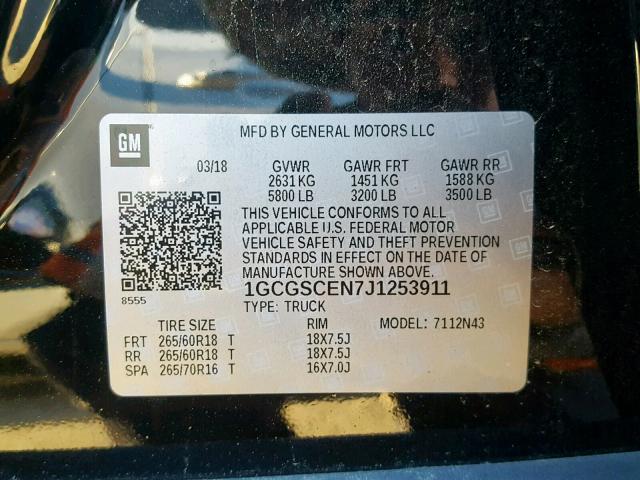 GM
MFD BY GENERAL MOTORS LLC
03/18 GVWR GAWR FRT GAWR RR
2631 KG 1451 KG 1588 KG
5800 LB 3200 LB 3500 LB
THIS VEHICLE CONFORMS TO ALL
APPLICABLE U.S. FEDERAL MOTOR
VEHICLE SAFETY AND THEFT PREVENTION
STANDARDS IN EFFECT ON THE DATE OF
MANUFACTURE SHOWN ABOVE.
8555 1GCGSCEN7J1253911
TYPE: TRUCK
TIRE SIZE RIM MODEL: 7112N43
FRT 265/60R18 T 18X7.5J
RR 265/60R18 T 18X7.5J
SPA 265/70R16 T 16X7.0J